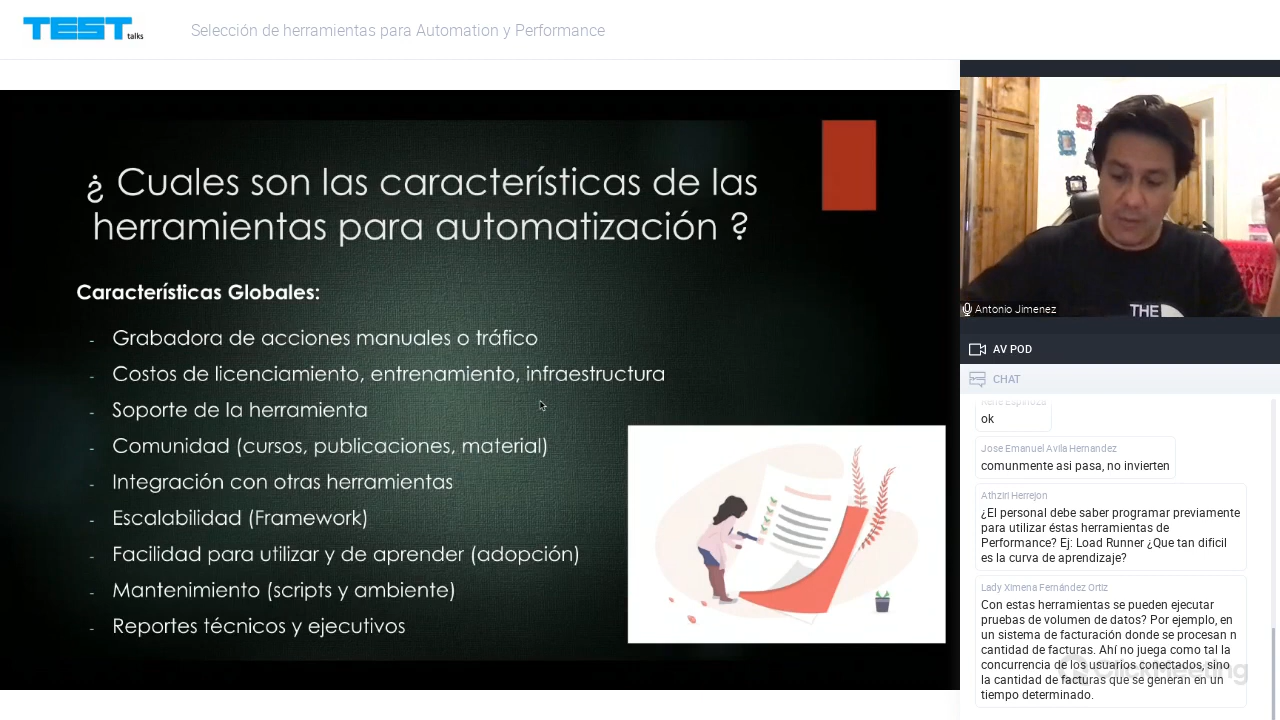 TEST
talks
Selección de herramientas para Automation y Performance
¿ Cuales son las características de las
herramientas para automatización ?
Características Globales:
- Grabadora de acciones manuales o tráfico
- Costos de licenciamiento, entrenamiento, infraestructura
- Soporte de la herramienta
- Comunidad (cursos, publicaciones, material)
- Integración con otras herramientas
- Escalabilidad (Framework)
- Facilidad para utilizar y de aprender (adopción)
- Mantenimiento (scripts y ambiente)
- Reportes técnicos y ejecutivos
THE
Antonio Jimenez
AV POD
CHAT
Espinoza
ok
Jose Emanuel Avila Hernandez
comunmente asi pasa, no invierten
Athziri Herrejon
¿El personal debe saber programar previamente
para utilizar éstas herramientas de
Performance? Ej: Load Runner ¿Que tan dificil
es la curva de aprendizaje?
Lady Ximena Fernández Ortiz
Con estas herramientas se pueden ejecutar
pruebas de volumen de datos? Por ejemplo, en
un sistema de facturación donde se procesan n
cantidad de facturas. Ahí no juega como tal la
concurrencia de los usuarios conectados, sino
la cantidad de facturas que se generan en un
tiempo determinado.
ClickMeeting